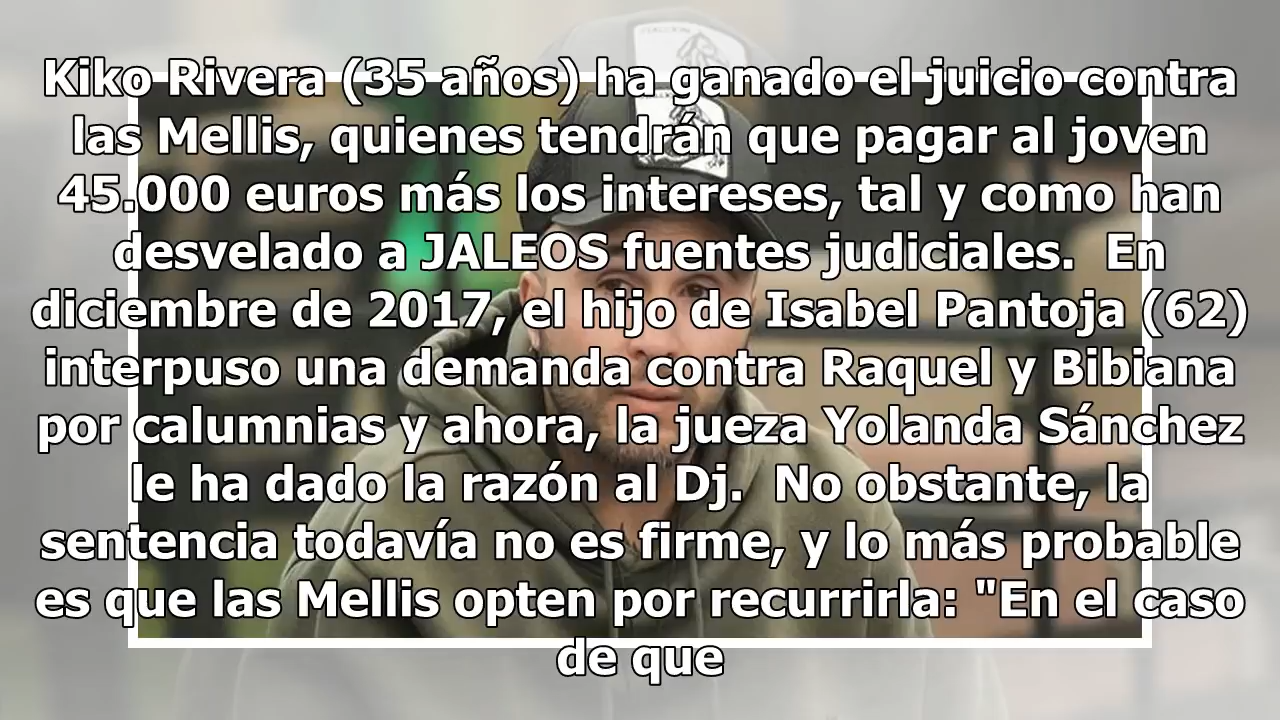 Kiko Rivera (35 años) ha ganado el juicio contra
las Mellis, quienes tendrán que pagar al joven
45.000 euros más los intereses, tal y como han
desvelado a JALEOS fuentes judiciales.  En
diciembre de 2017, el hijo de Isabel Pantoja (62)
interpuso una demanda contra Raquel y Bibiana
por calumnias y ahora, la jueza Yolanda Sánchez
le ha dado la razón al Dj.  No obstante, la
sentencia todavía no es firme, y lo más probable
es que las Mellis opten por recurrirla: "En el caso
de que